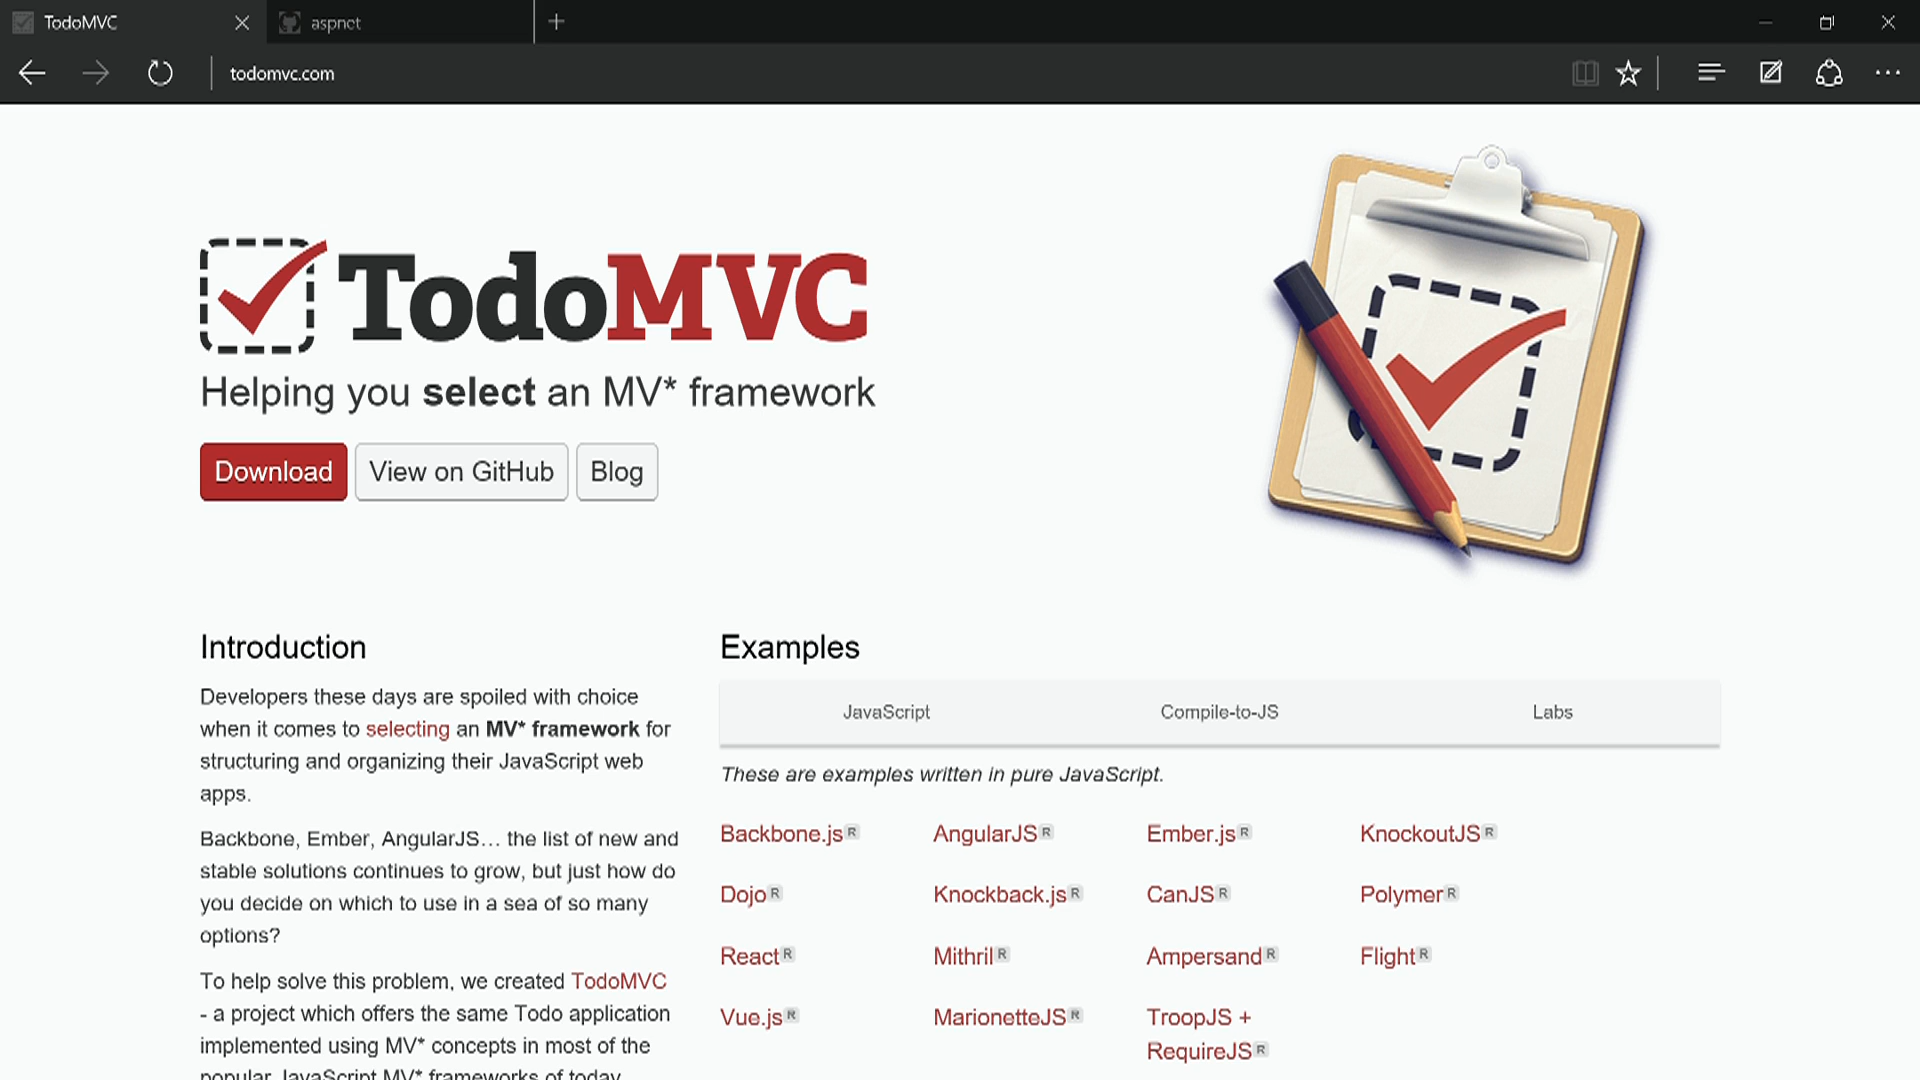 TodoMVC
aspnet
todomvc.com
TodoMVC
Helping you select an MV* framework
Download
View on GitHub
Blog
Introduction
Developers these days are spoiled with choice
when it comes to selecting an MV* framework for
structuring and organizing their JavaScript web
apps.
Backbone, Ember, AngularJS… the list of new and
stable solutions continues to grow, but just how do
you decide on which to use in a sea of so many
options?
To help solve this problem, we created TodoMVC
- a project which offers the same Todo application
implemented using MV* concepts in most of the
popular JavaScript MV* frameworks of today.
Examples
JavaScript Compile-to-JS Labs
These are examples written in pure JavaScript.
Backbone.js R AngularJS R Ember.js R KnockoutJS R
Dojo R Knockback.js R CanJS R Polymer R
React R Mithril R Ampersand R Flight R
Vue.js R MarionetteJS R TroopJS +
RequireJS R